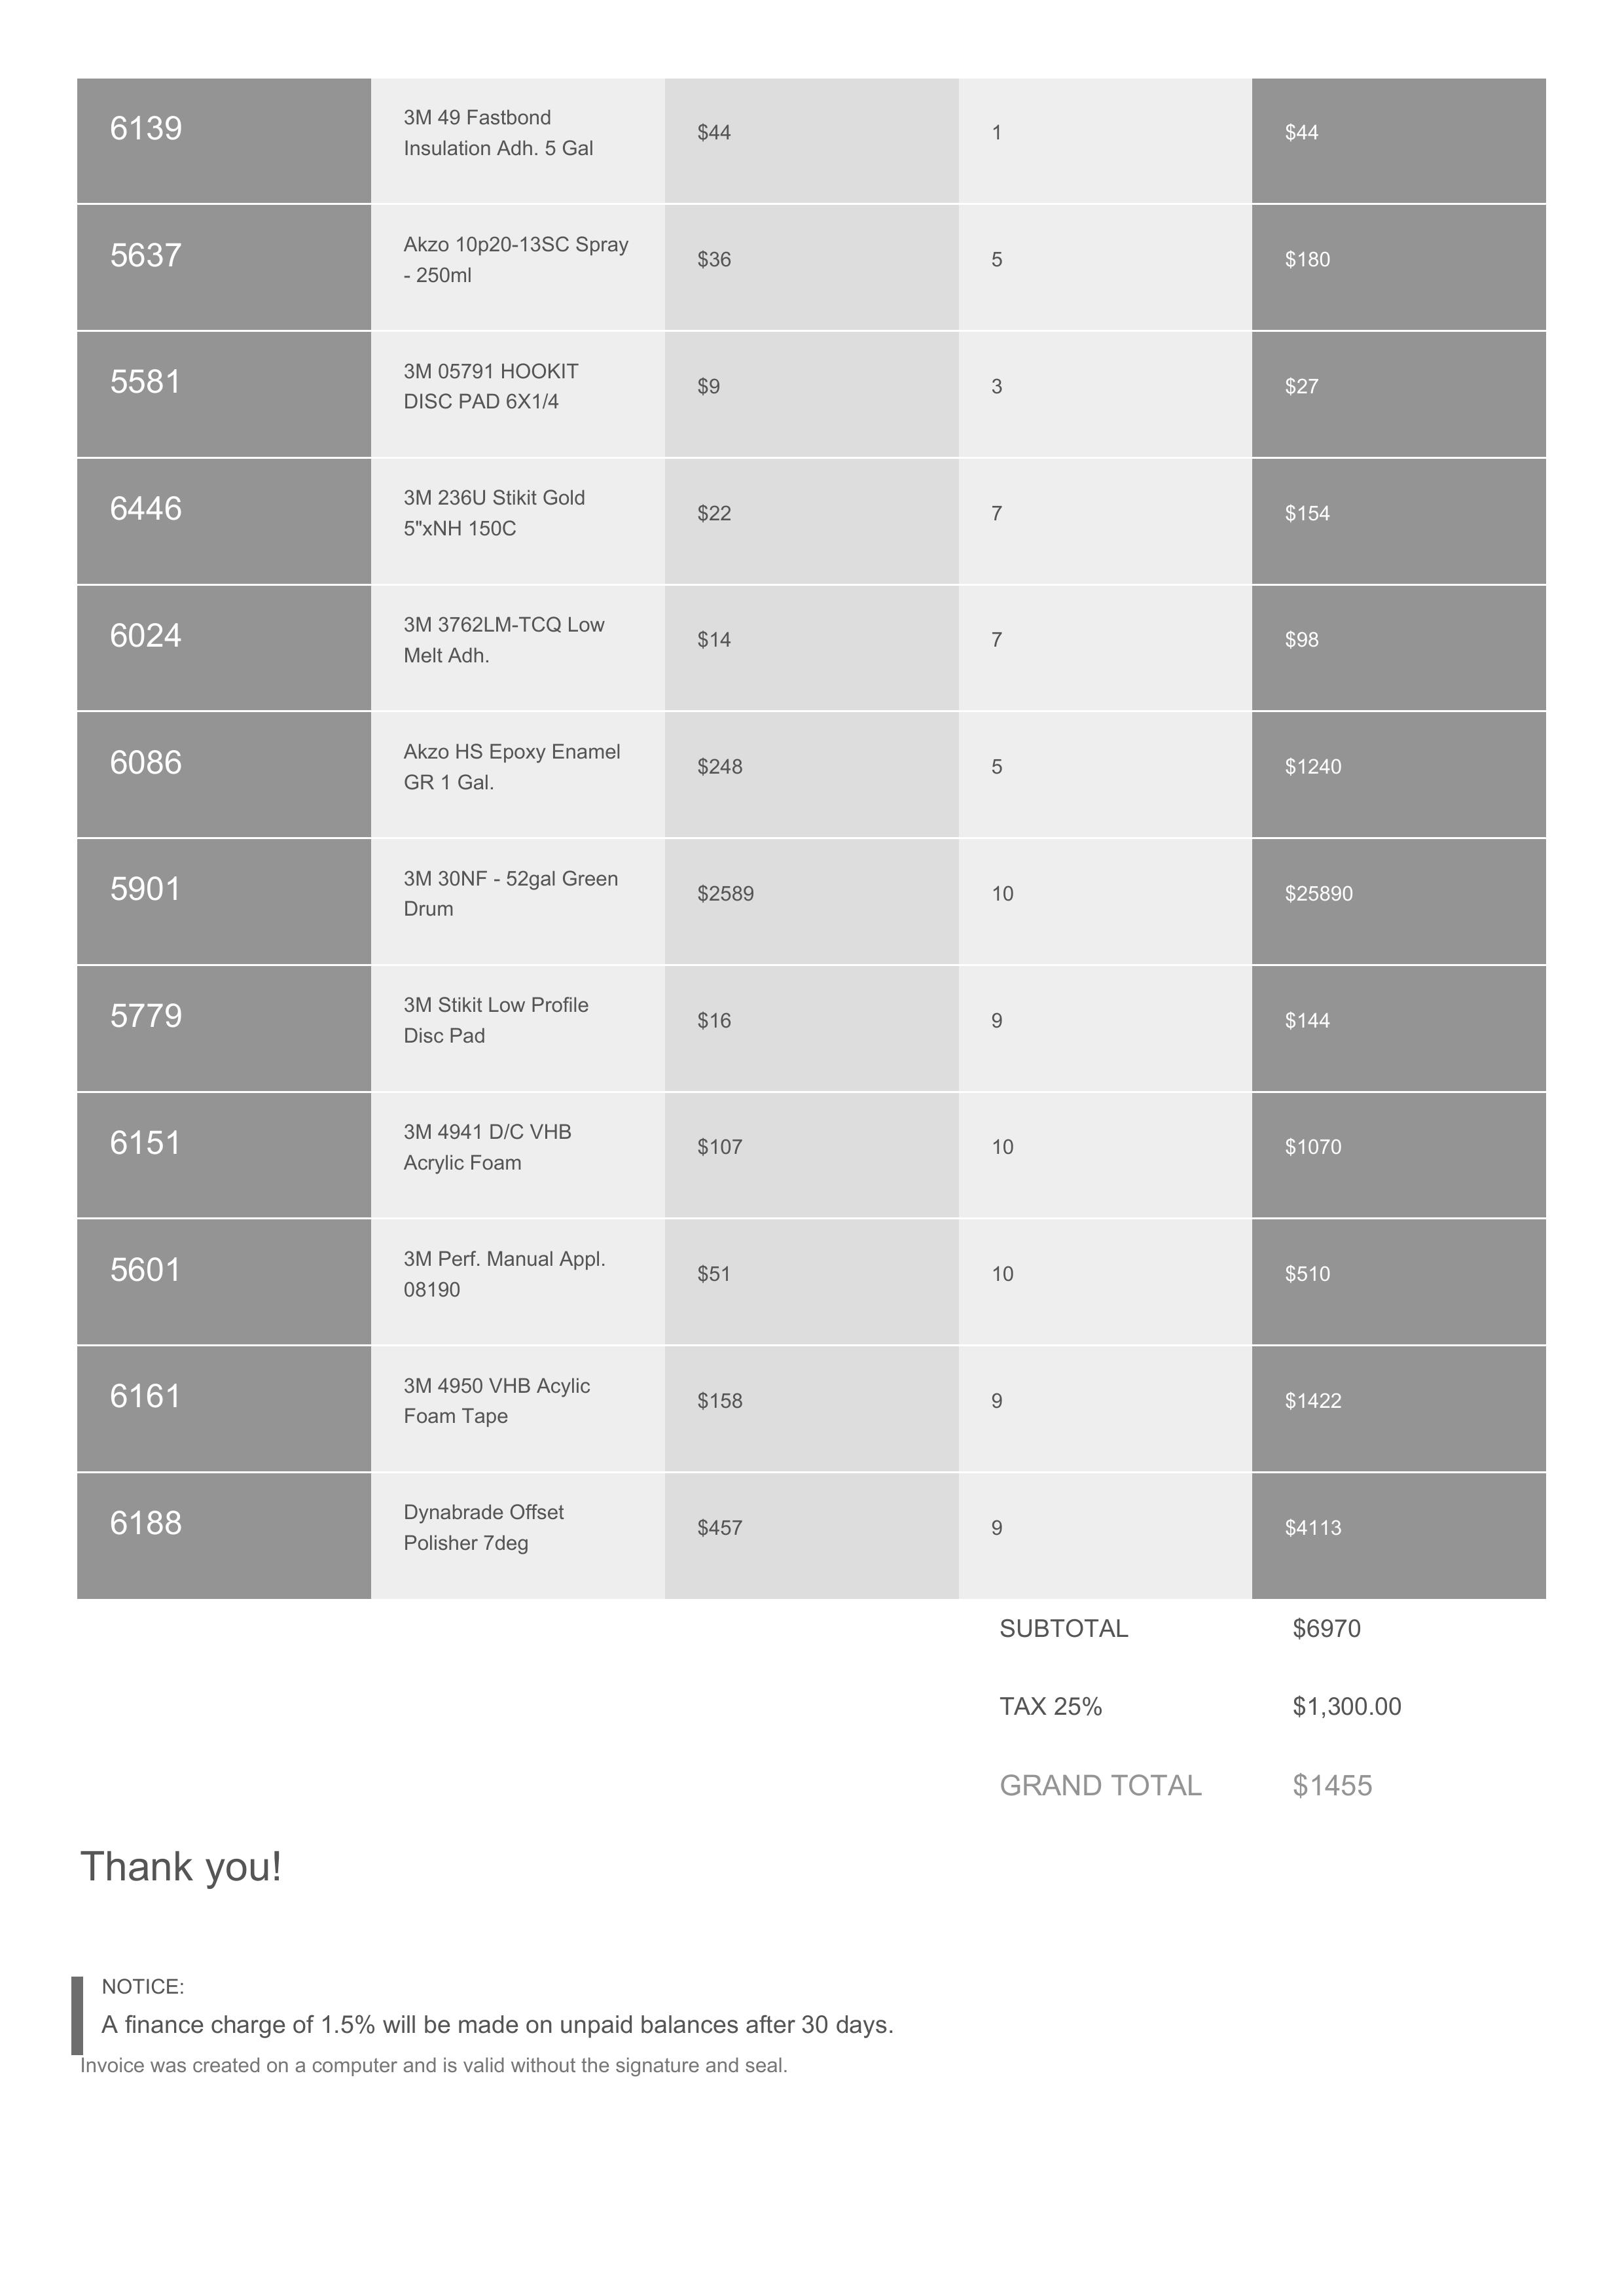 6139
3M 49 Fastbond
Insulation Adh. 5 Gal
$44
1
$44
5637
Akzo 10p20-13SC Spray
- 250ml
$36
5
$180
5581
3M 05791 HOOKIT
DISC PAD 6X1/4
$9
3
$27
6446
3M 236U Stikit Gold
5"xNH 150C
$22
7
$154
6024
3M 3762LM-TCQ Low
Melt Adh.
$14
7
$98
6086
Akzo HS Epoxy Enamel
GR 1 Gal.
$248
5
$1240
5901
3M 30NF - 52gal Green
Drum
$2589
10
$25890
5779
3M Stikit Low Profile
Disc Pad
$16
9
$144
6151
3M 4941 D/C VHB
Acrylic Foam
$107
10
$1070
5601
3M Perf. Manual Appl.
08190
$51
10
$510
6161
3M 4950 VHB Acylic
Foam Tape
$158
9
$1422
6188
Dynabrade Offset
Polisher 7deg
$457
9
$4113
SUBTOTAL $6970
TAX 25% $1,300.00
GRAND TOTAL $1455
Thank you!
NOTICE:
A finance charge of 1.5% will be made on unpaid balances after 30 days.
Invoice was created on a computer and is valid without the signature and seal.